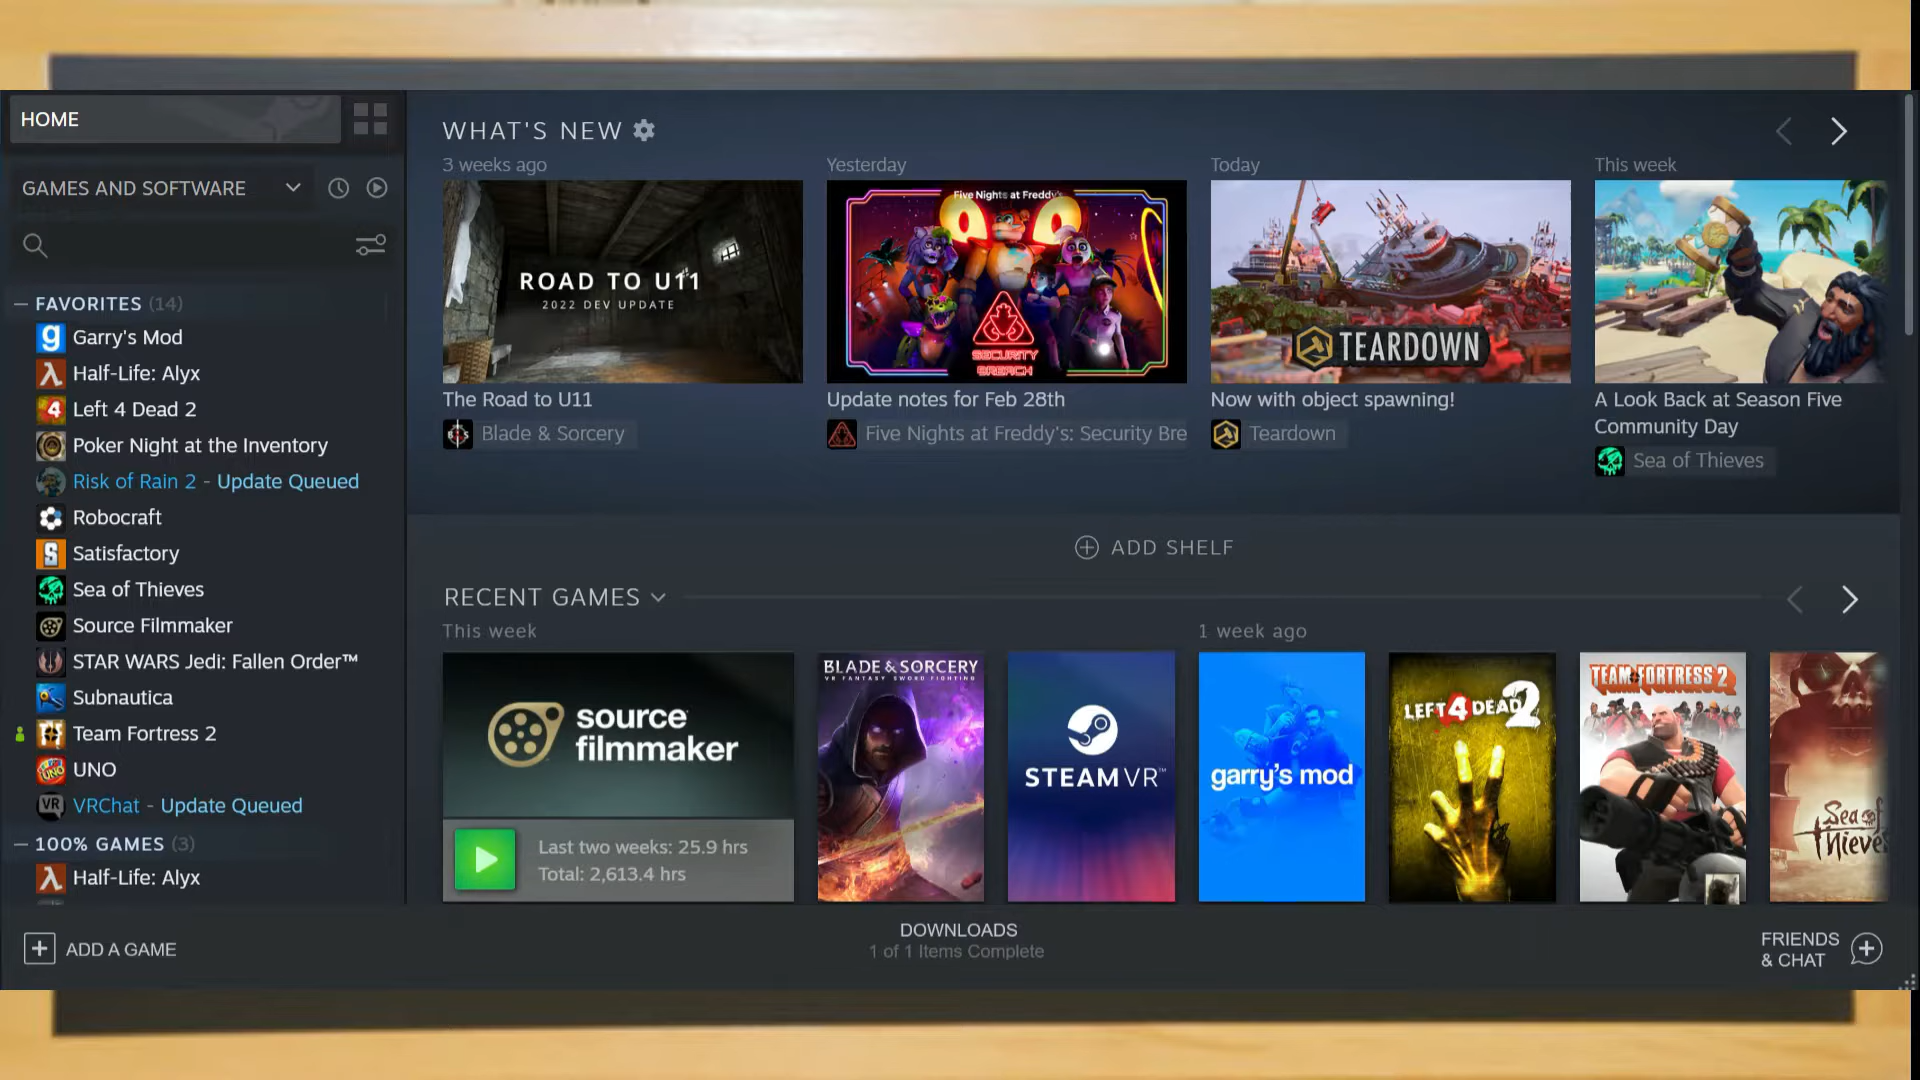 HOME
GAMES AND SOFTWARE
— FAVORITES (14)
Garry's Mod
Half-Life: Alyx
Left 4 Dead 2
Poker Night at the Inventory
Risk of Rain 2 - Update Queued
Robocraft
Satisfactory
Sea of Thieves
Source Filmmaker
STAR WARS Jedi: Fallen Order™
Subnautica
Team Fortress 2
UNO
VRChat - Update Queued
— 100% GAMES (3)
Half-Life: Alyx
WHAT'S NEW
3 weeks ago
ROAD TO U11
2022 DEV UPDATE
The Road to U11
Blade & Sorcery
Yesterday
Five Nights at Freddy's
SECURITY
BREACH
Update notes for Feb 28th
Five Nights at Freddy's: Security Bre
Today
TEARDOWN
Now with object spawning!
Teardown
This week
A Look Back at Season Five
Community Day
Sea of Thieves
ADD SHELF
RECENT GAMES
This week
source
filmmaker
Last two weeks: 25.9 hrs
Total: 2,613.4 hrs
BLADE & SORCERY
VR FANTASY SWORD FIGHTING
STEAMVR™
1 week ago
garry's mod
LEFT 4 DEAD 2
TEAM FORTRESS 2
Sea of
Thieves
ADD A GAME
DOWNLOADS
1 of 1 Items Complete
FRIENDS
& CHAT